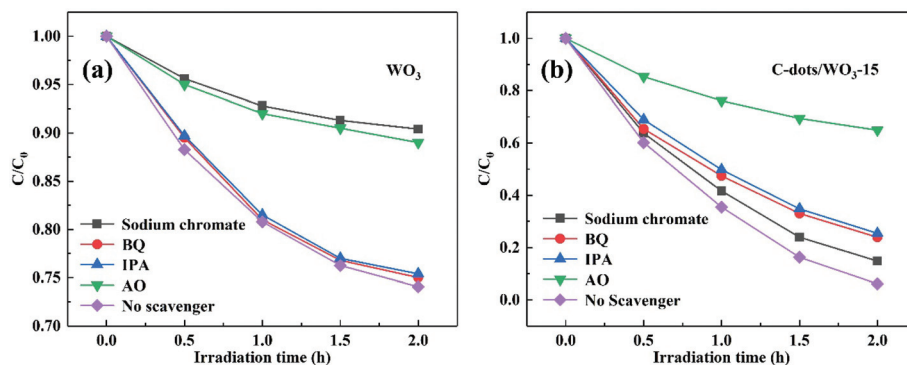 (a)
WO₃
1.00
0.95
0.90
0.85
0.80
0.75
0.70
C/C₀
Sodium chromate
BQ
IPA
AO
No scavenger
0.0 0.5 1.0 1.5 2.0
Irradiation time (h)
(b)
C-dots/WO₃-15
1.0
0.8
0.6
0.4
0.2
0.0
C/C₀
Sodium chromate
BQ
IPA
AO
No Scavenger
0.0 0.5 1.0 1.5 2.0
Irradiation time (h)